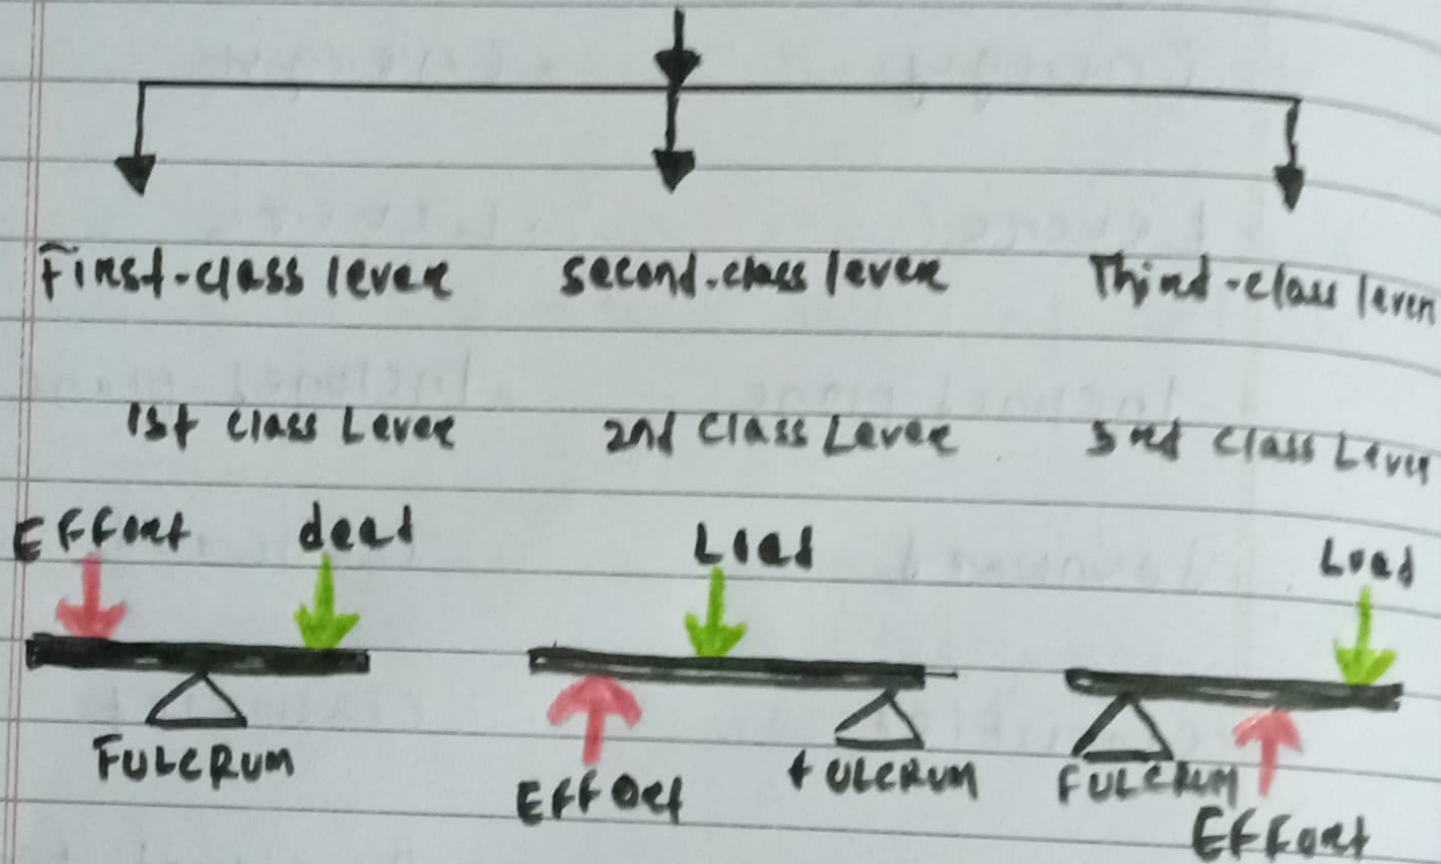 First-class lever second-class lever Third-class lever
1st class Lever 2nd Class Lever 3rd Class Lever
Effort dead Load Load
FULCRUM EFFort FULCRUM FULCRUM EFFort